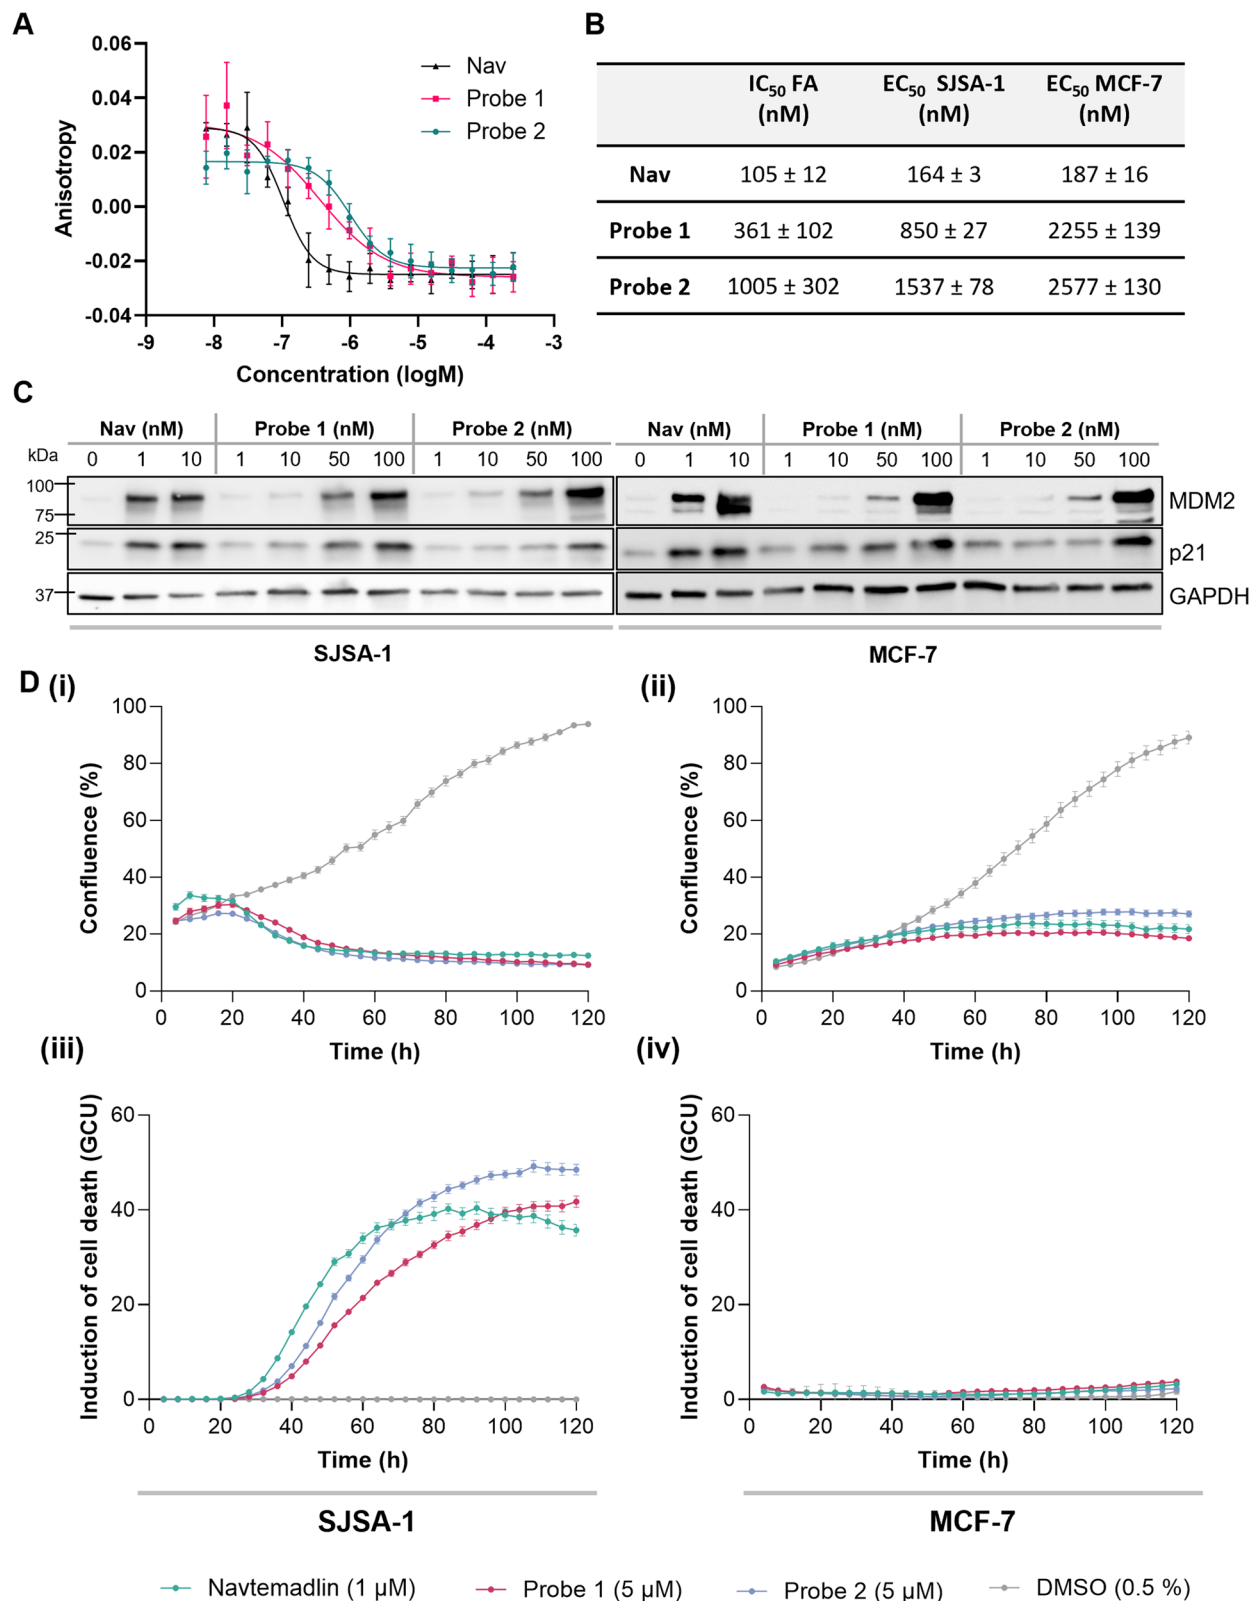 A
0.06
0.04
0.02
0.00
-0.02
-0.04
Anisotropy
-9 -8 -7 -6 -5 -4 -3
Concentration (logM)
Nav
Probe 1
Probe 2
B
IC50 FA (nM) EC50 SJSA-1 (nM) EC50 MCF-7 (nM)
Nav 105 ± 12 164 ± 3 187 ± 16
Probe 1 361 ± 102 850 ± 27 2255 ± 139
Probe 2 1005 ± 302 1537 ± 78 2577 ± 130
C
Nav (nM) Probe 1 (nM) Probe 2 (nM) Nav (nM) Probe 1 (nM) Probe 2 (nM)
kDa 0 1 10 1 10 50 100 1 10 50 100 0 1 10 1 10 50 100 1 10 50 100
100
75
MDM2
25
p21
37
GAPDH
SJSA-1 MCF-7
D (i)
100
80
60
40
20
0
Confluence (%)
0 20 40 60 80 100 120
Time (h)
(ii)
100
80
60
40
20
0
Confluence (%)
0 20 40 60 80 100 120
Time (h)
(iii)
60
40
20
0
Induction of cell death (GCU)
0 20 40 60 80 100 120
Time (h)
SJSA-1
(iv)
60
40
20
0
Induction of cell death (GCU)
0 20 40 60 80 100 120
Time (h)
MCF-7
Navtemadlin (1 µM) Probe 1 (5 µM) Probe 2 (5 µM) DMSO (0.5 %)